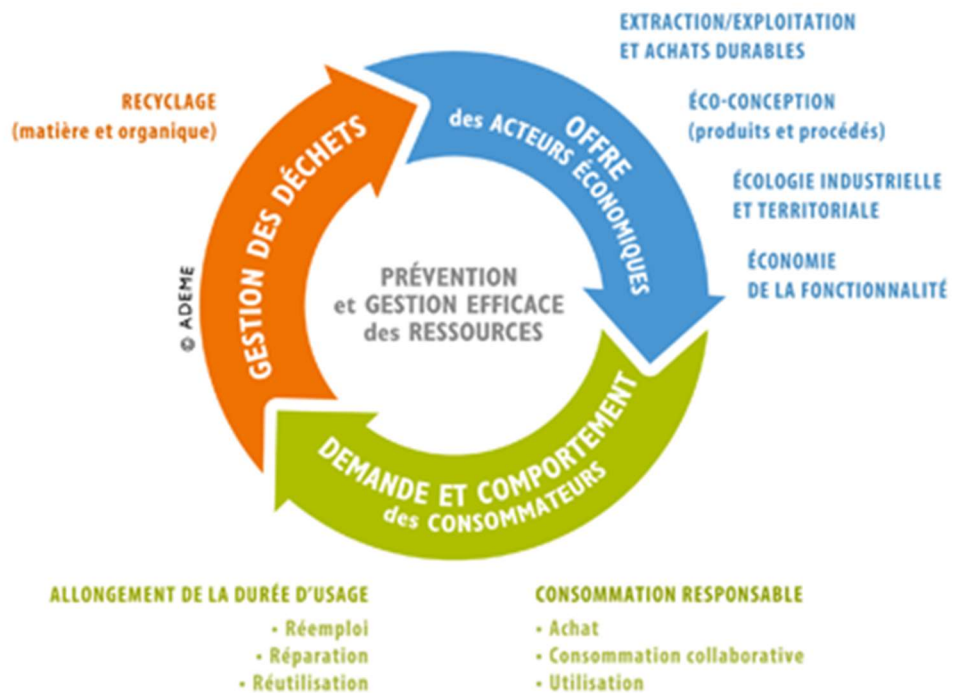 EXTRACTION/EXPLOITATION
ET ACHATS DURABLES
RECYCLAGE
(matière et organique)
ÉCO-CONCEPTION
(produits et procédés)
ÉCOLOGIE INDUSTRIELLE
ET TERRITORIALE
ÉCONOMIE
DE LA FONCTIONNALITÉ
OFFRE
des ACTEURS ÉCONOMIQUES
GESTION DES DÉCHETS
© ADEME
PRÉVENTION
et GESTION EFFICACE
des RESSOURCES
DEMANDE ET COMPORTEMENT
des CONSOMMATEURS
ALLONGEMENT DE LA DURÉE D'USAGE
• Réemploi
• Réparation
• Réutilisation
CONSOMMATION RESPONSABLE
• Achat
• Consommation collaborative
• Utilisation